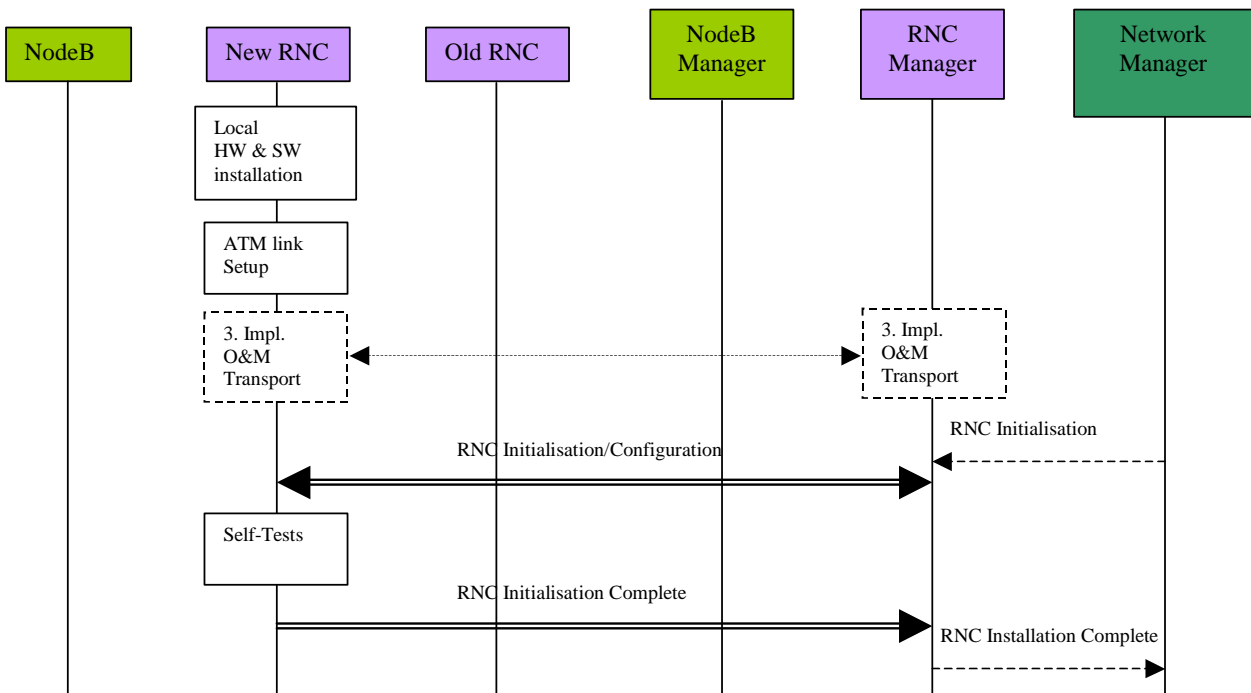 NodeB
New RNC
Old RNC
NodeB
Manager
RNC
Manager
Network
Manager
Local
HW & SW
installation
ATM link
Setup
3. Impl.
O&M
Transport
3. Impl.
O&M
Transport
RNC Initialisation
RNC Initialisation/Configuration
Self-Tests
RNC Initialisation Complete
RNC Installation Complete